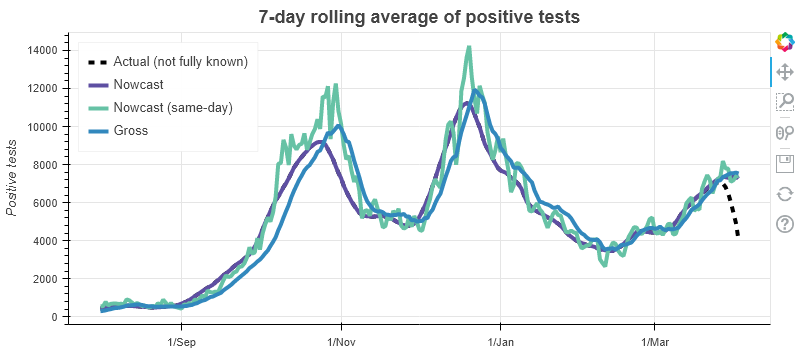 7-day rolling average of positive tests
Actual (not fully known)
Nowcast
Nowcast (same-day)
Gross
Positive tests
14000
12000
10000
8000
6000
4000
2000
0
1/Sep
1/Nov
1/Jan
1/Mar